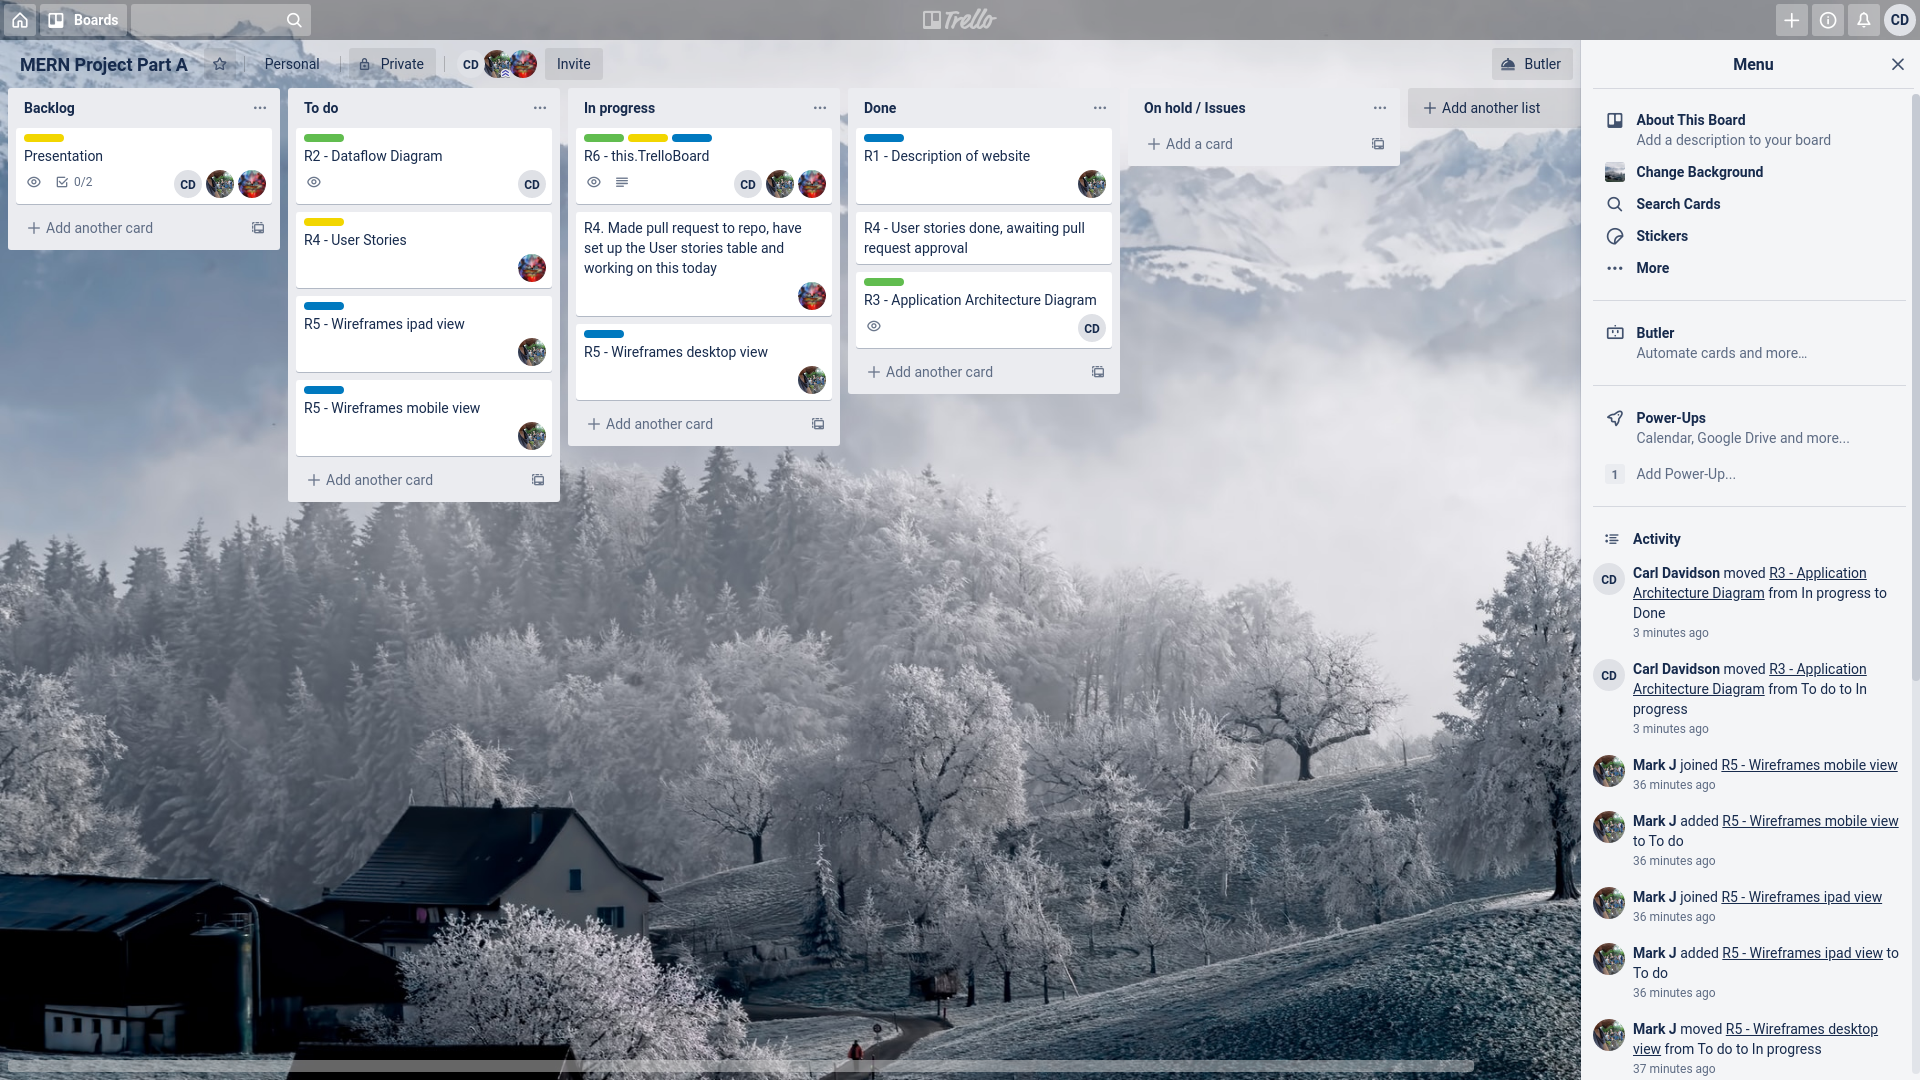 Boards
Trello
CD
MERN Project Part A
Personal
Private
CD
Invite
Butler
Backlog
Presentation
0/2
CD
Add another card
To do
R2 - Dataflow Diagram
CD
R4 - User Stories
R5 - Wireframes ipad view
R5 - Wireframes mobile view
Add another card
In progress
R6 - this.TrelloBoard
CD
R4. Made pull request to repo, have
set up the User stories table and
working on this today
R5 - Wireframes desktop view
Add another card
Done
R1 - Description of website
R4 - User stories done, awaiting pull
request approval
R3 - Application Architecture Diagram
CD
Add another card
On hold / Issues
Add a card
Add another list
Menu
About This Board
Add a description to your board
Change Background
Search Cards
Stickers
More
Butler
Automate cards and more…
Power-Ups
Calendar, Google Drive and more...
1 Add Power-Up...
Activity
CD
Carl Davidson moved R3 - Application
Architecture Diagram from In progress to
Done
3 minutes ago
CD
Carl Davidson moved R3 - Application
Architecture Diagram from To do to In
progress
3 minutes ago
Mark J joined R5 - Wireframes mobile view
36 minutes ago
Mark J added R5 - Wireframes mobile view
to To do
36 minutes ago
Mark J joined R5 - Wireframes ipad view
36 minutes ago
Mark J added R5 - Wireframes ipad view to
To do
36 minutes ago
Mark J moved R5 - Wireframes desktop
view from To do to In progress
37 minutes ago